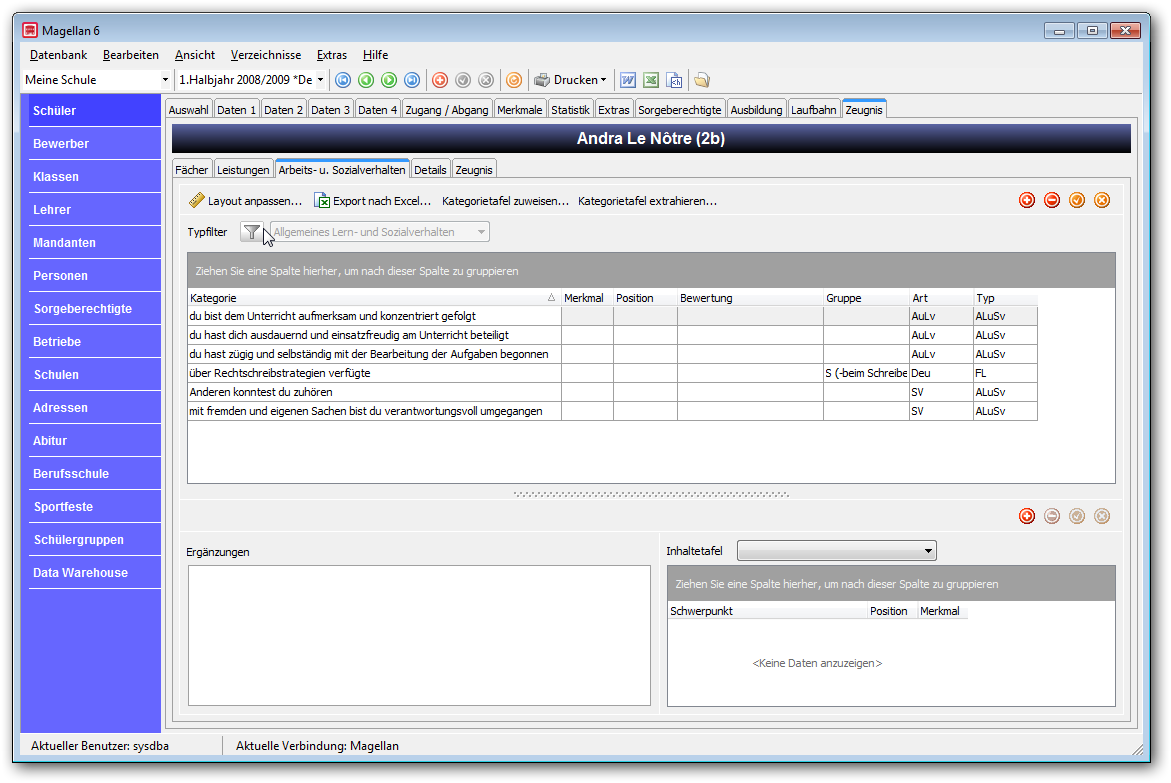 Magellan 6
Datenbank Bearbeiten Ansicht Verzeichnisse Extras Hilfe
Meine Schule 1.Halbjahr 2008/2009 *De Drucken
Schüler
Bewerber
Klassen
Lehrer
Mandanten
Personen
Sorgeberechtigte
Betriebe
Schulen
Adressen
Abitur
Berufsschule
Sportfeste
Schülergruppen
Data Warehouse
Auswahl Daten 1 Daten 2 Daten 3 Daten 4 Zugang / Abgang Merkmale Statistik Extras Sorgeberechtigte Ausbildung Laufbahn Zeugnis
Andra Le Nôtre (2b)
Fächer Leistungen Arbeits- u. Sozialverhalten Details Zeugnis
Layout anpassen... Export nach Excel... Kategorietafel zuweisen... Kategorietafel extrahieren...
Typfilter Allgemeines Lern- und Sozialverhalten
Ziehen Sie eine Spalte hierher, um nach dieser Spalte zu gruppieren
Kategorie Merkmal Position Bewertung Gruppe Art Typ
du bist dem Unterricht aufmerksam und konzentriert gefolgt AuLv ALuSv
du hast dich ausdauernd und einsatzfreudig am Unterricht beteiligt AuLv ALuSv
du hast zügig und selbständig mit der Bearbeitung der Aufgaben begonnen AuLv ALuSv
über Rechtschreibstrategien verfügte S (-beim Schreibe Deu FL
Anderen konntest du zuhören SV ALuSv
mit fremden und eigenen Sachen bist du verantwortungsvoll umgegangen SV ALuSv
Ergänzungen
Inhaltetafel
Ziehen Sie eine Spalte hierher, um nach dieser Spalte zu gruppieren
Schwerpunkt Position Merkmal
<Keine Daten anzuzeigen>
Aktueller Benutzer: sysdba Aktuelle Verbindung: Magellan